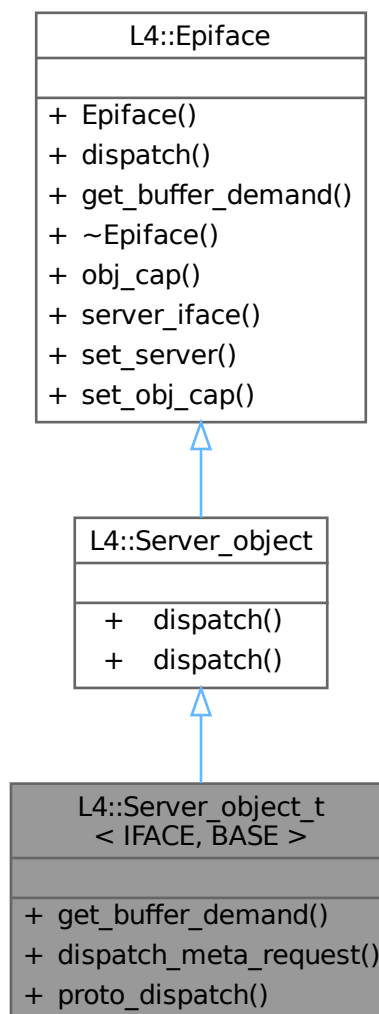 L4::Epiface
+ Epiface()
+ dispatch()
+ get_buffer_demand()
+ ~Epiface()
+ obj_cap()
+ server_iface()
+ set_server()
+ set_obj_cap()
L4::Server_object
+ dispatch()
+ dispatch()
L4::Server_object_t
< IFACE, BASE >
+ get_buffer_demand()
+ dispatch_meta_request()
+ proto_dispatch()